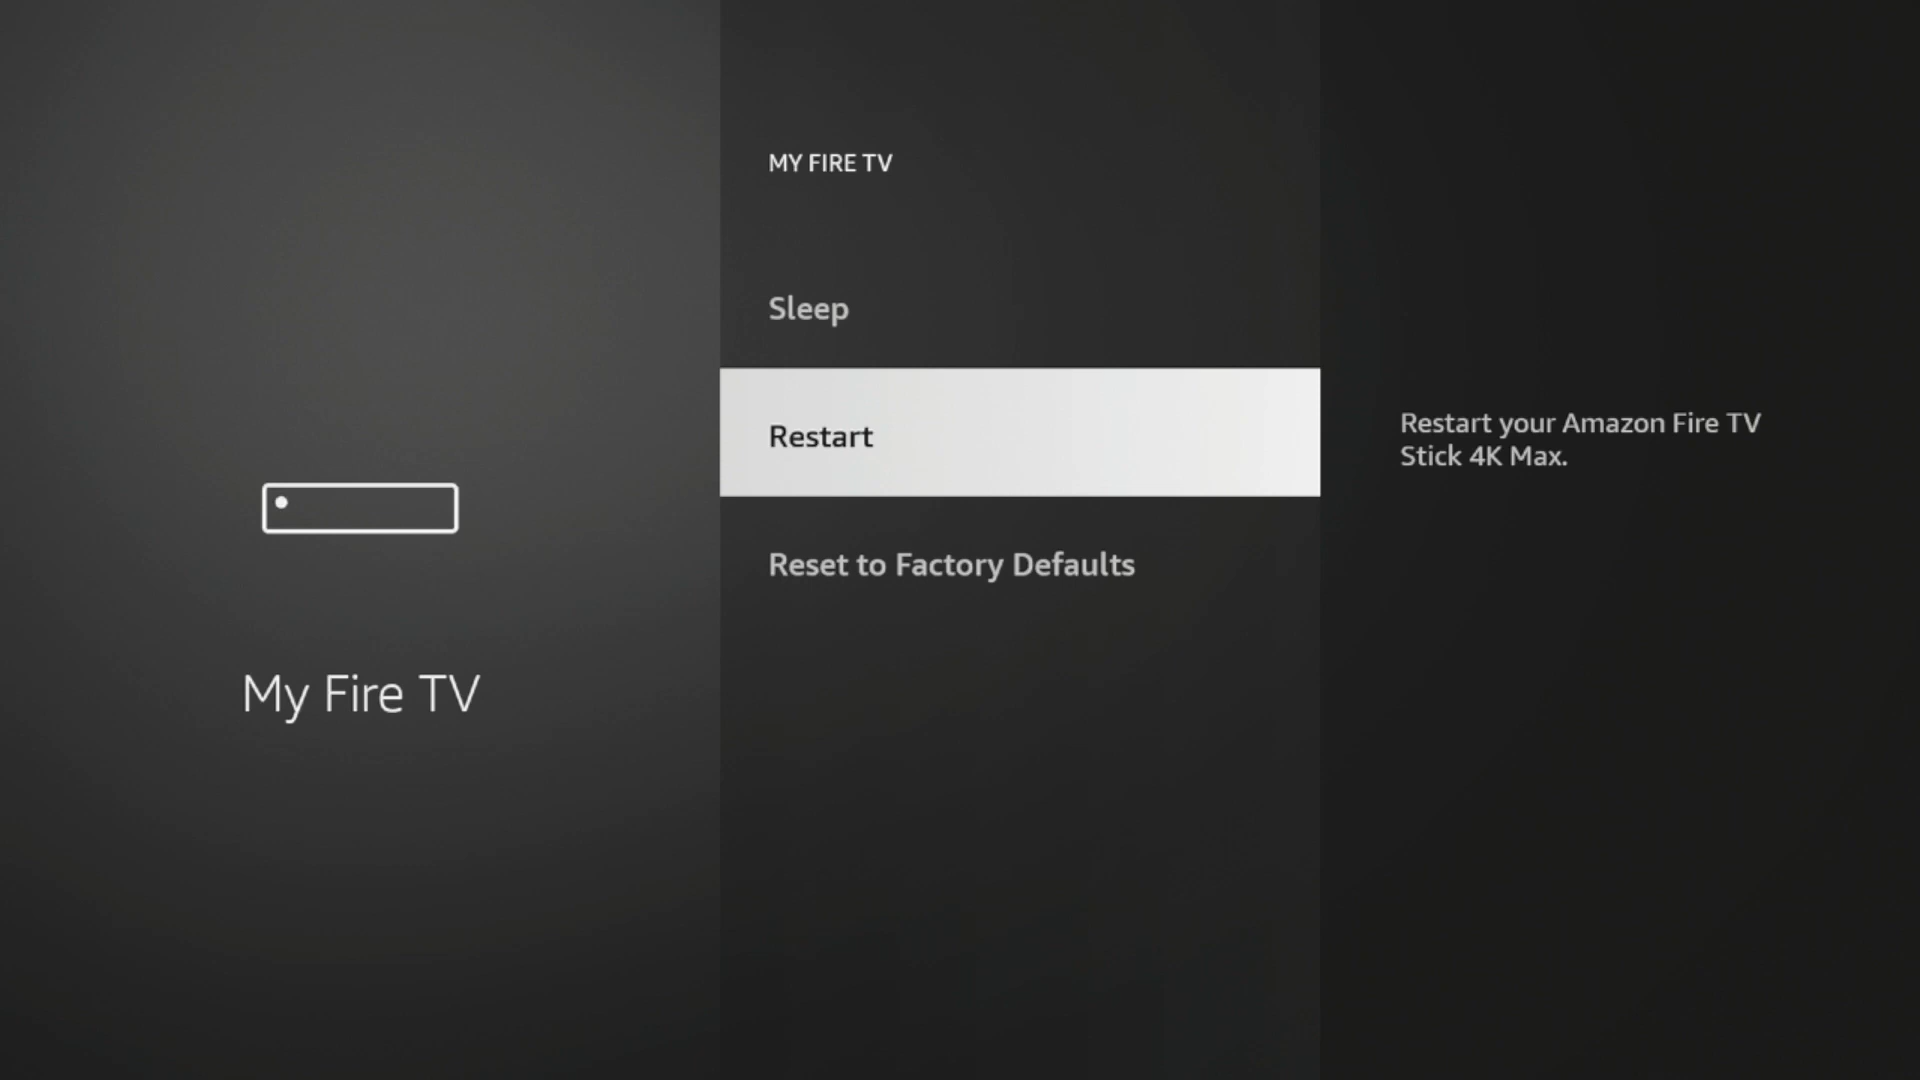 MY FIRE TV
Sleep
Restart
Restart your Amazon Fire TV
Stick 4K Max.
Reset to Factory Defaults
My Fire TV